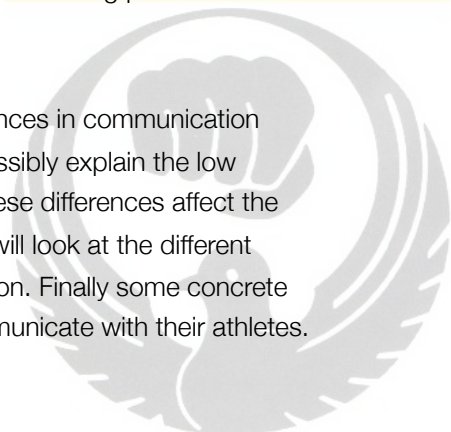 nces in communication
ssibly explain the low
ese differences affect the
will look at the different
on. Finally some concrete
municate with their athletes.